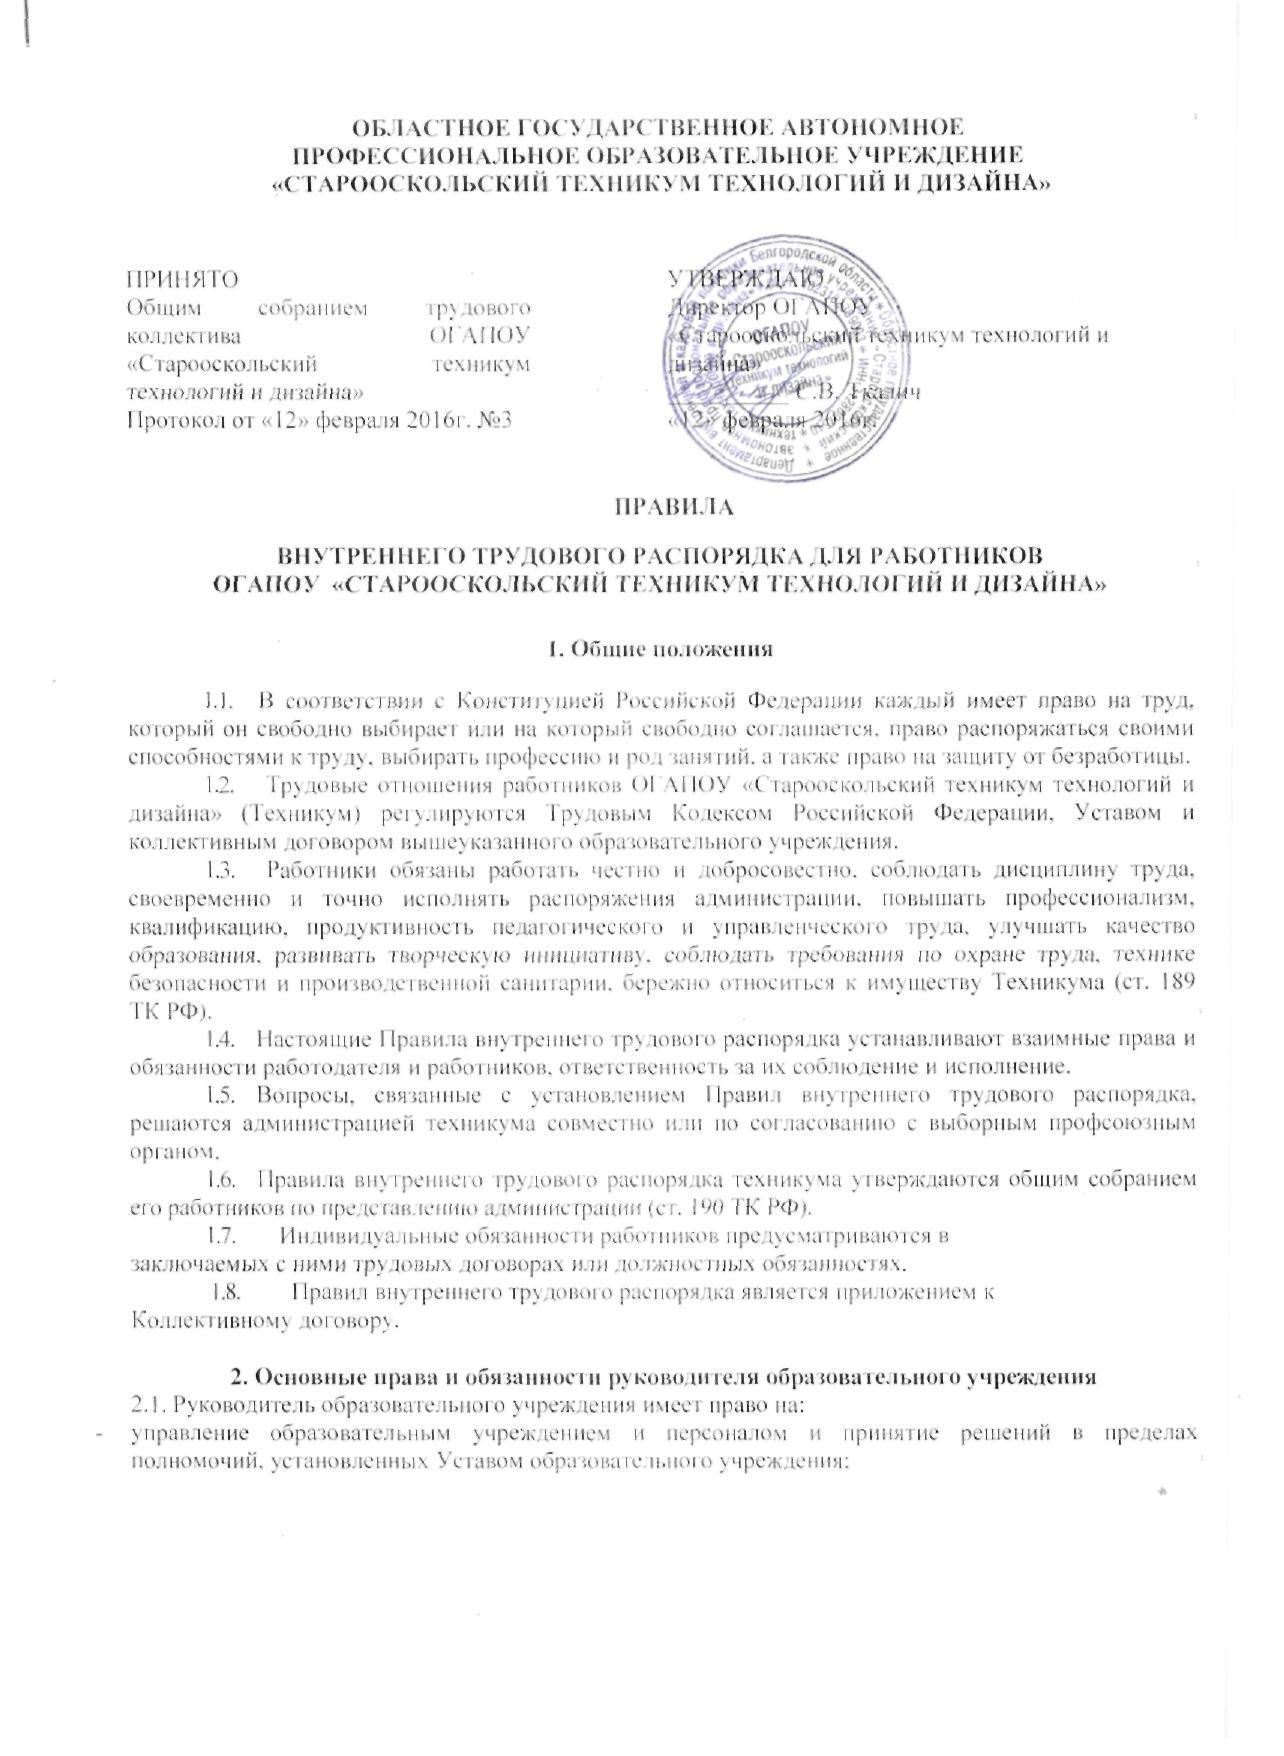 ОБЛАСТНОЕ ГОСУДАРСТВЕННОЕ АВТОНОМНОЕ
ПРОФЕССИОНАЛЬНОЕ ОБРАЗОВАТЕЛЬНОЕ УЧРЕЖДЕНИЕ
«СТАРООСКОЛЬСКИЙ ТЕХНИКУМ ТЕХНОЛОГИЙ И ДИЗАЙНА»
ПРИНЯТО
Общим собранием трудового
коллектива ОГАПОУ
«Старооскольский техникум
технологий и дизайна»
Протокол от «12» февраля 2016г. №3
УТВЕРЖДАЮ
Директор ОГАПОУ
«Старооскольский техникум технологий и
дизайна»
С.В. Ткалич
«12» февраля 2016г.
ОГАПОУ
Старооскольский
техникум технологий
и дизайна»
ПРАВИЛА
ВНУТРЕННЕГО ТРУДОВОГО РАСПОРЯДКА ДЛЯ РАБОТНИКОВ
ОГАПОУ «СТАРООСКОЛЬСКИЙ ТЕХНИКУМ ТЕХНОЛОГИЙ И ДИЗАЙНА»
1. Общие положения
1.1. В соответствии с Конституцией Российской Федерации каждый имеет право на труд,
который он свободно выбирает или на который свободно соглашается, право распоряжаться своими
способностями к труду, выбирать профессию и род занятий, а также право на защиту от безработицы.
1.2. Трудовые отношения работников ОГАПОУ «Старооскольский техникум технологий и
дизайна» (Техникум) регулируются Трудовым Кодексом Российской Федерации, Уставом и
коллективным договором вышеуказанного образовательного учреждения.
1.3. Работники обязаны работать честно и добросовестно, соблюдать дисциплину труда,
своевременно и точно исполнять распоряжения администрации, повышать профессионализм,
квалификацию, продуктивность педагогического и управленческого труда, улучшать качество
образования, развивать творческую инициативу, соблюдать требования по охране труда, технике
безопасности и производственной санитарии, бережно относиться к имуществу Техникума (ст. 189
ТК РФ).
1.4. Настоящие Правила внутреннего трудового распорядка устанавливают взаимные права и
обязанности работодателя и работников, ответственность за их соблюдение и исполнение.
1.5. Вопросы, связанные с установлением Правил внутреннего трудового распорядка,
решаются администрацией техникума совместно или по согласованию с выборным профсоюзным
органом.
1.6. Правила внутреннего трудового распорядка техникума утверждаются общим собранием
его работников по представлению администрации (ст. 190 ТК РФ).
1.7. Индивидуальные обязанности работников предусматриваются в
заключаемых с ними трудовых договорах или должностных обязанностях.
1.8. Правил внутреннего трудового распорядка является приложением к
Коллективному договору.
2. Основные права и обязанности руководителя образовательного учреждения
2.1. Руководитель образовательного учреждения имеет право на:
- управление образовательным учреждением и персоналом и принятие решений в пределах
полномочий, установленных Уставом образовательного учреждения;